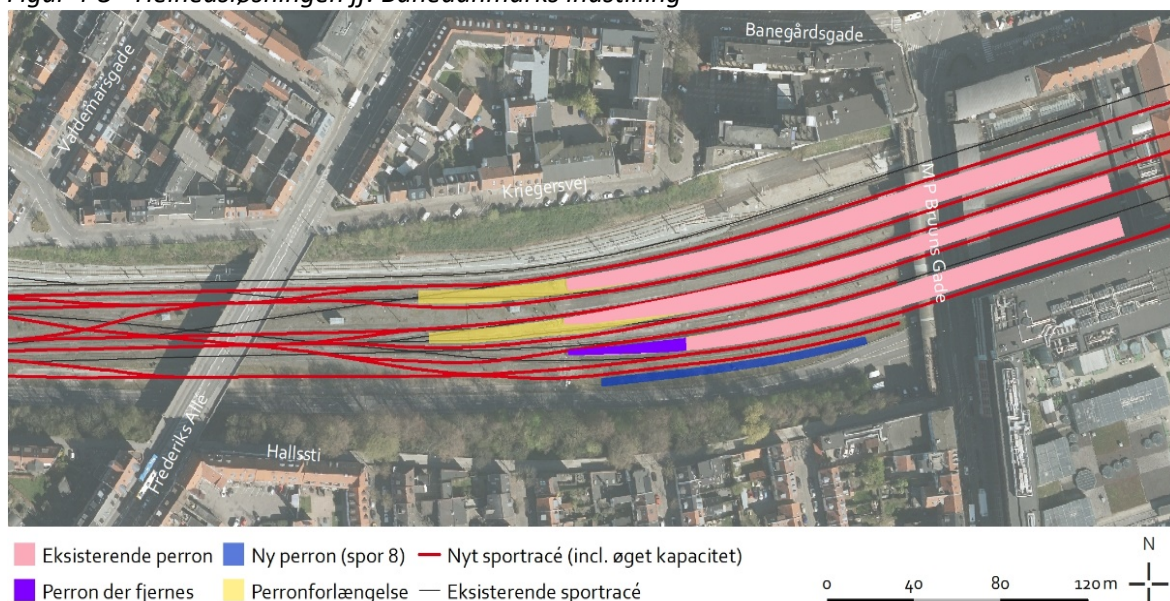 Banegårdsgade
Valdemarsgade
Kriegersvej
M P Bruuns Gade
Frederiks Allé
Hallssti
Eksisterende perron
Ny perron (spor 8)
Nyt sportracé (incl. øget kapacitet)
Perron der fjernes
Perronforlængelse
Eksisterende sportracé
N
0 40 80 120 m